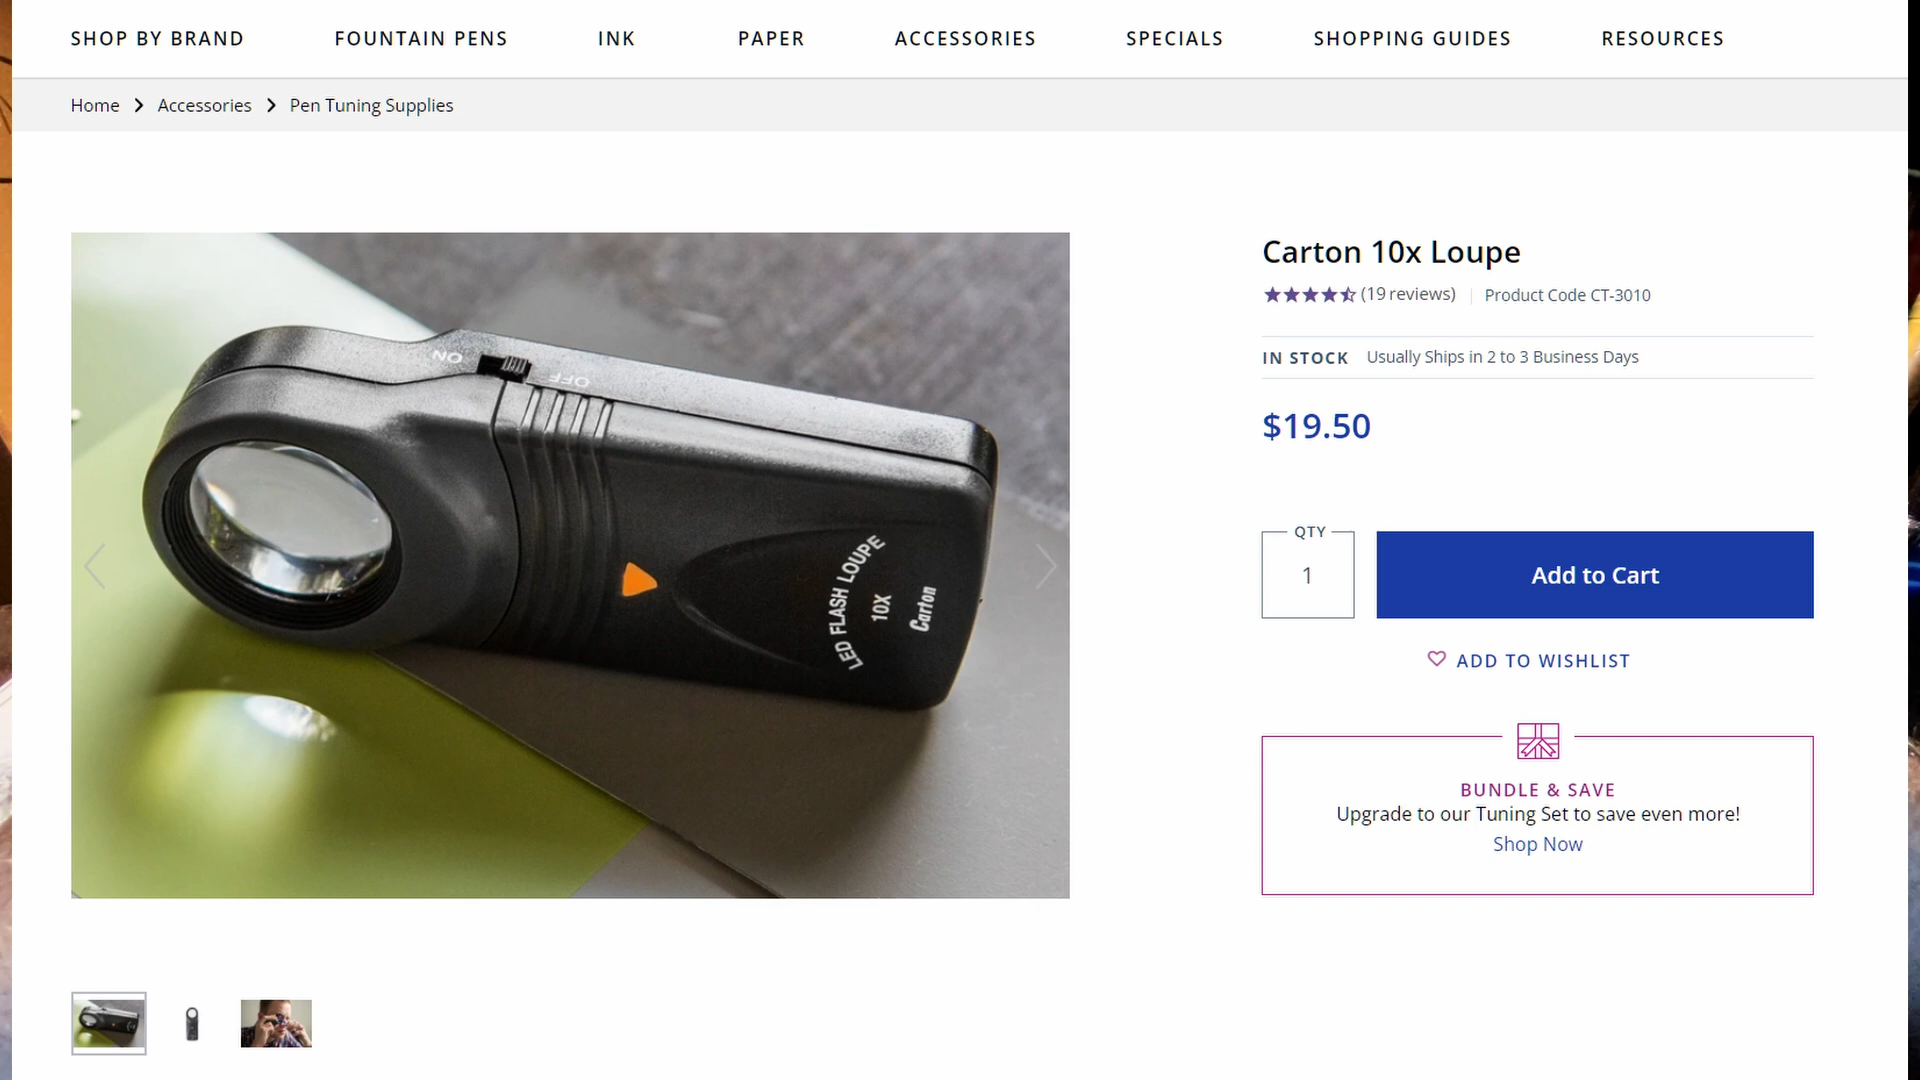 SHOP BY BRAND FOUNTAIN PENS INK PAPER ACCESSORIES SPECIALS SHOPPING GUIDES RESOURCES
Home > Accessories > Pen Tuning Supplies
ON
OFF
LED FLASH LOUPE
10X
Carton
Carton 10x Loupe
(19 reviews) | Product Code CT-3010
IN STOCK Usually Ships in 2 to 3 Business Days
$19.50
QTY
1
Add to Cart
ADD TO WISHLIST
BUNDLE & SAVE
Upgrade to our Tuning Set to save even more!
Shop Now